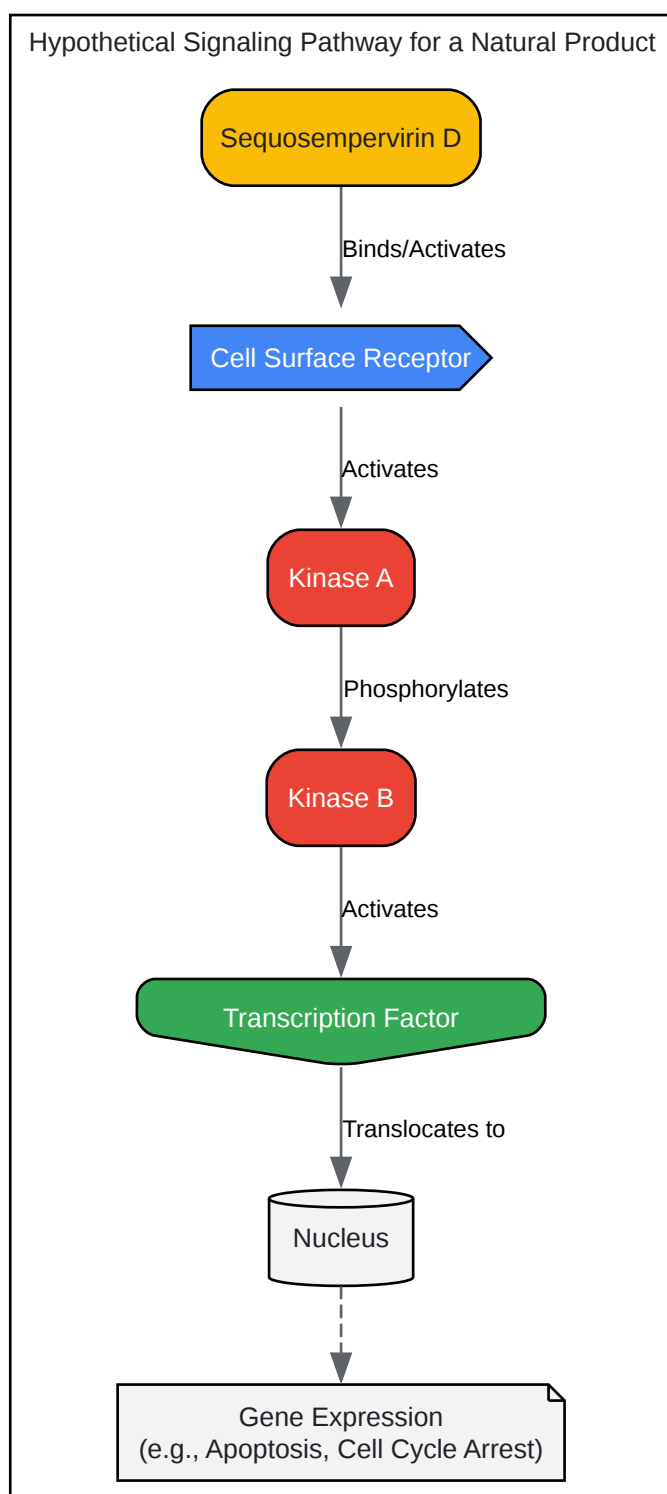 Hypothetical Signaling Pathway for a Natural Product
Sequosempervirin D
Binds/Activates
Cell Surface Receptor
Activates
Kinase A
Phosphorylates
Kinase B
Activates
Transcription Factor
Translocates to
Nucleus
Gene Expression
(e.g., Apoptosis, Cell Cycle Arrest)